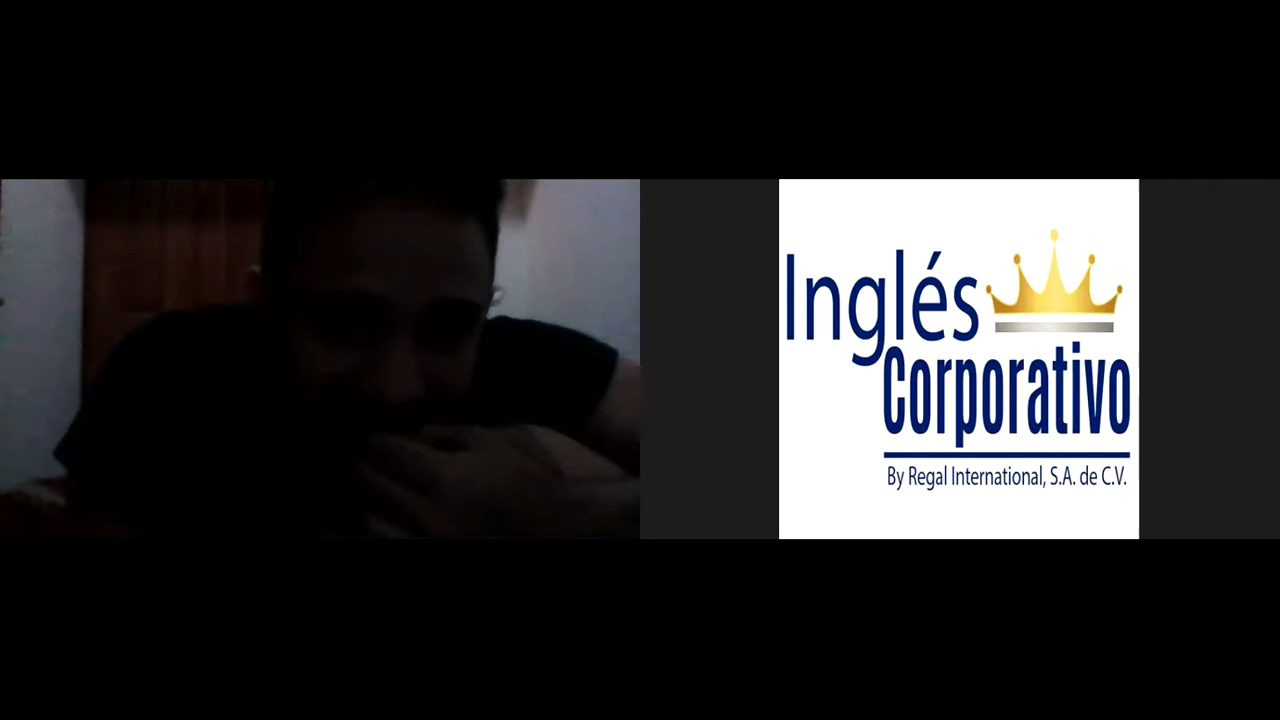 Inglés
Corporativo
By Regal International, S.A. de C.V.